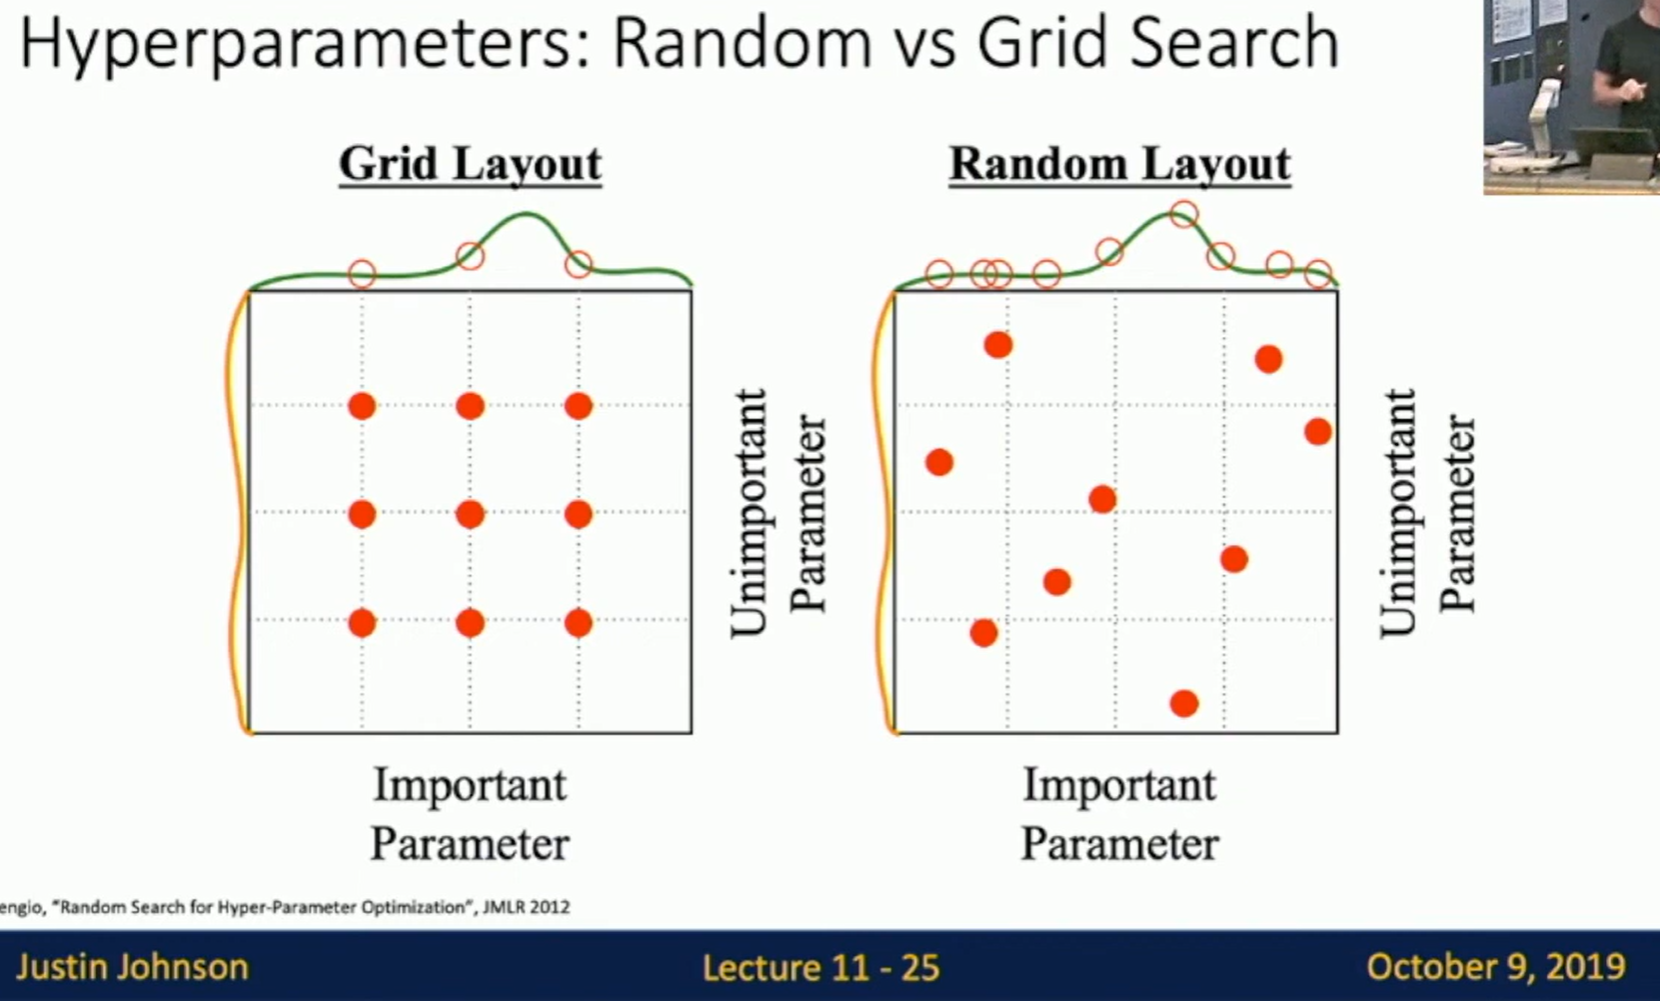 Hyperparameters: Random vs Grid Search
Grid Layout
Unimportant
Parameter
Important
Parameter
Random Layout
Unimportant
Parameter
Important
Parameter
engio, "Random Search for Hyper-Parameter Optimization", JMLR 2012
Justin Johnson
Lecture 11 - 25
October 9, 2019